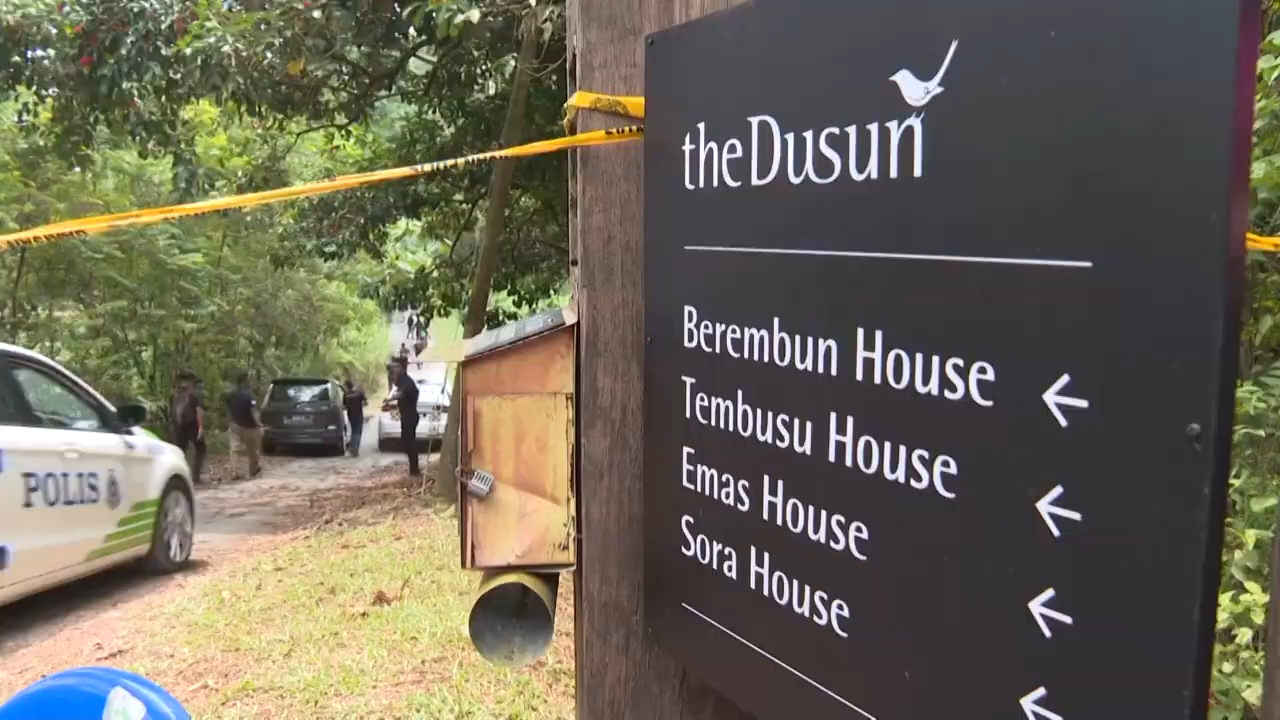 theDusun
Berembun House
Tembusu House
Emas House
Sora House
POLIS